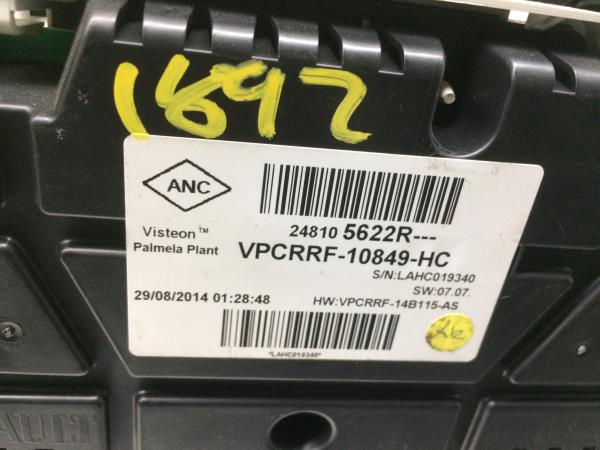 1692
ANC
Visteon™
Palmela Plant
24810 5622R---
VPCRRF-10849-HC
S/N:LAHC019340
SW:07.07.
29/08/2014 01:28:48
HW:VPCRRF-14B115-AS
*LAHC019340*